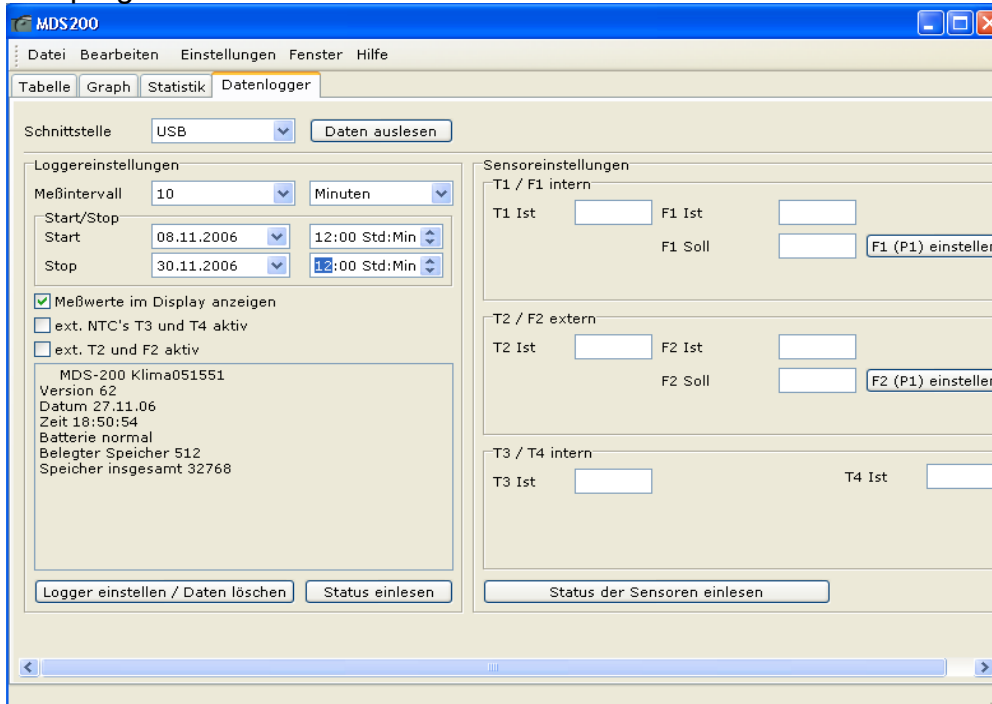 MDS200
Datei Bearbeiten Einstellungen Fenster Hilfe
Tabelle Graph Statistik Datenlogger
Schnittstelle USB Daten auslesen
Loggereinstellungen
Meßintervall 10 Minuten
Start/Stop
Start 08.11.2006 12:00 Std:Min
Stop 30.11.2006 12:00 Std:Min
Meßwerte im Display anzeigen
ext. NTC's T3 und T4 aktiv
ext. T2 und F2 aktiv
MDS-200 Klima051551
Version 62
Datum 27.11.06
Zeit 18:50:54
Batterie normal
Belegter Speicher 512
Speicher insgesamt 32768
Logger einstellen / Daten löschen Status einlesen
Sensoreinstellungen
T1 / F1 intern
T1 Ist F1 Ist
F1 Soll F1 (P1) einstellen
T2 / F2 extern
T2 Ist F2 Ist
F2 Soll F2 (P1) einstellen
T3 / T4 intern
T3 Ist T4 Ist
Status der Sensoren einlesen